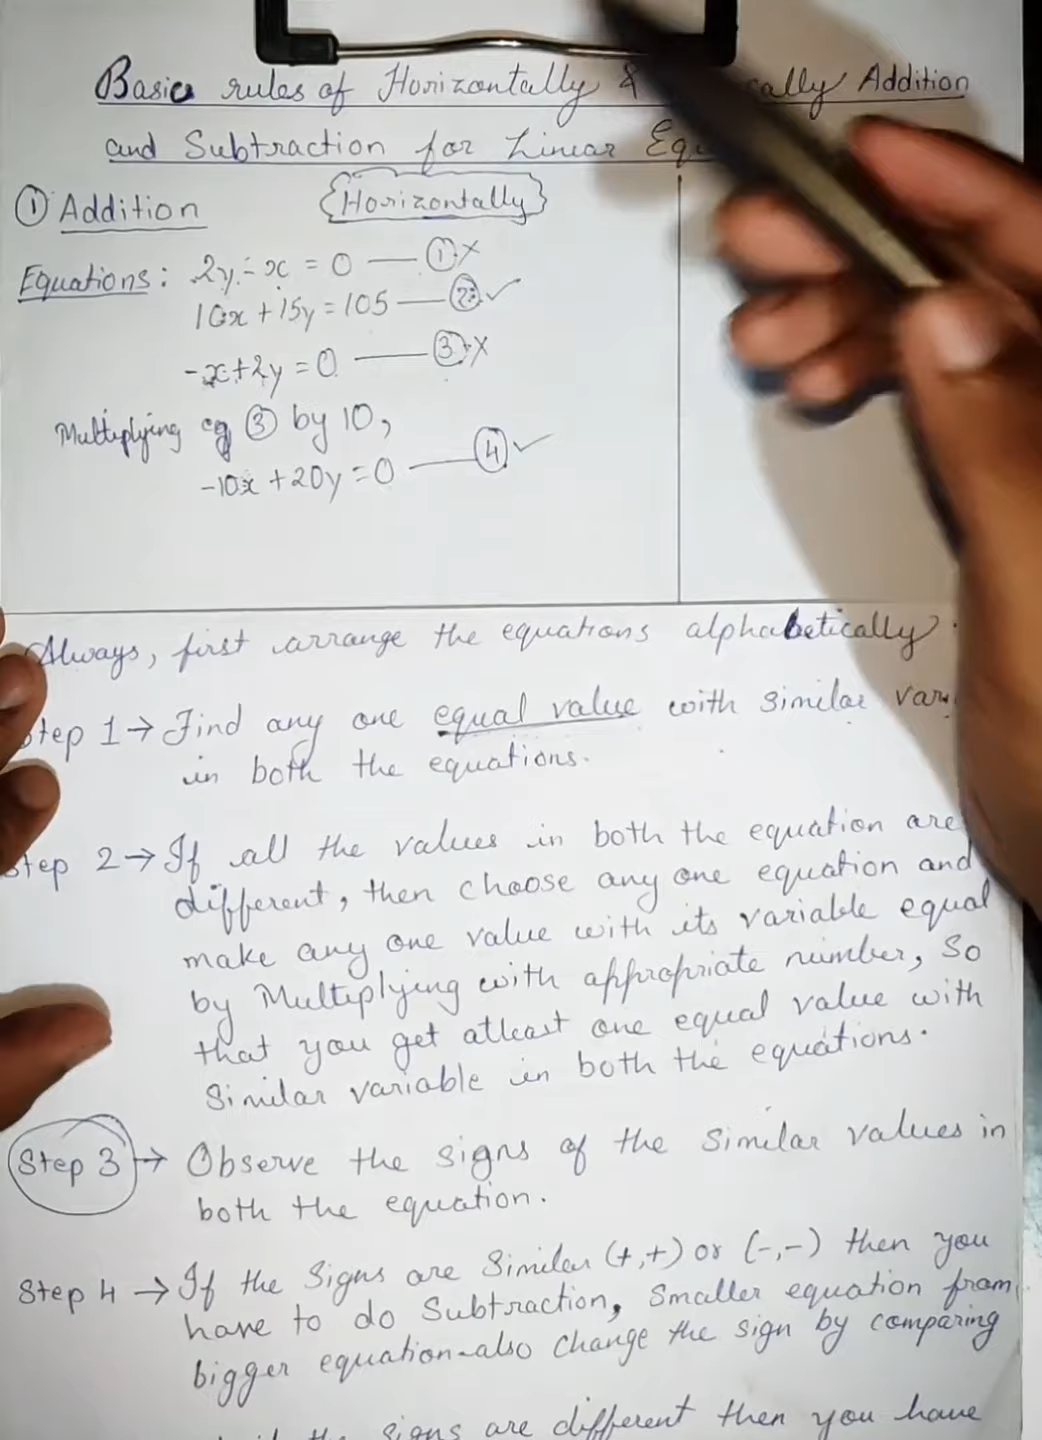 Basic rules of Horizontally & cally Addition
and Subtraction for Linear Equ
① Addition
Horizontally
Equations: 2y - x = 0 — ①×
10x + 15y = 105 — ② ✓
-x + 2y = 0 — ③ ×
Multiplying eq ③ by 10,
-10x + 20y = 0 — ④ ✓
Always, first arrange the equations alphabetically.
Step 1 → Find any one equal value with similar vari
in both the equations.
Step 2 → If all the values in both the equation are
different, then choose any one equation and
make any one value with its variable equal
by Multiplying with appropriate number, So
that you get atleast one equal value with
Similar variable in both the equations.
Step 3 → Observe the signs of the similar values in
both the equation.
Step 4 → If the Signs are Similar (+,+) or (-,-) then you
have to do Subtraction, Smaller equation from
bigger equation - also change the sign by comparing
if the signs are different then you have